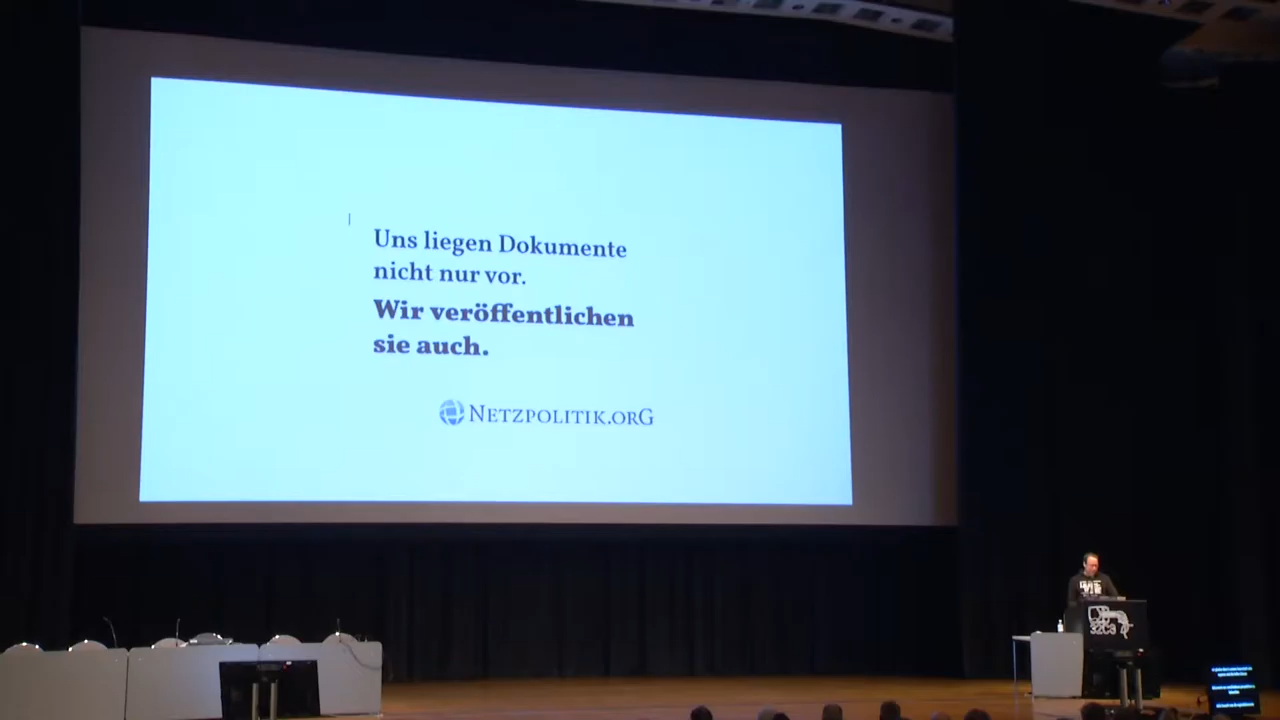 Uns liegen Dokumente
nicht nur vor.
Wir veröffentlichen
sie auch.
NETZPOLITIK.ORG
32C3